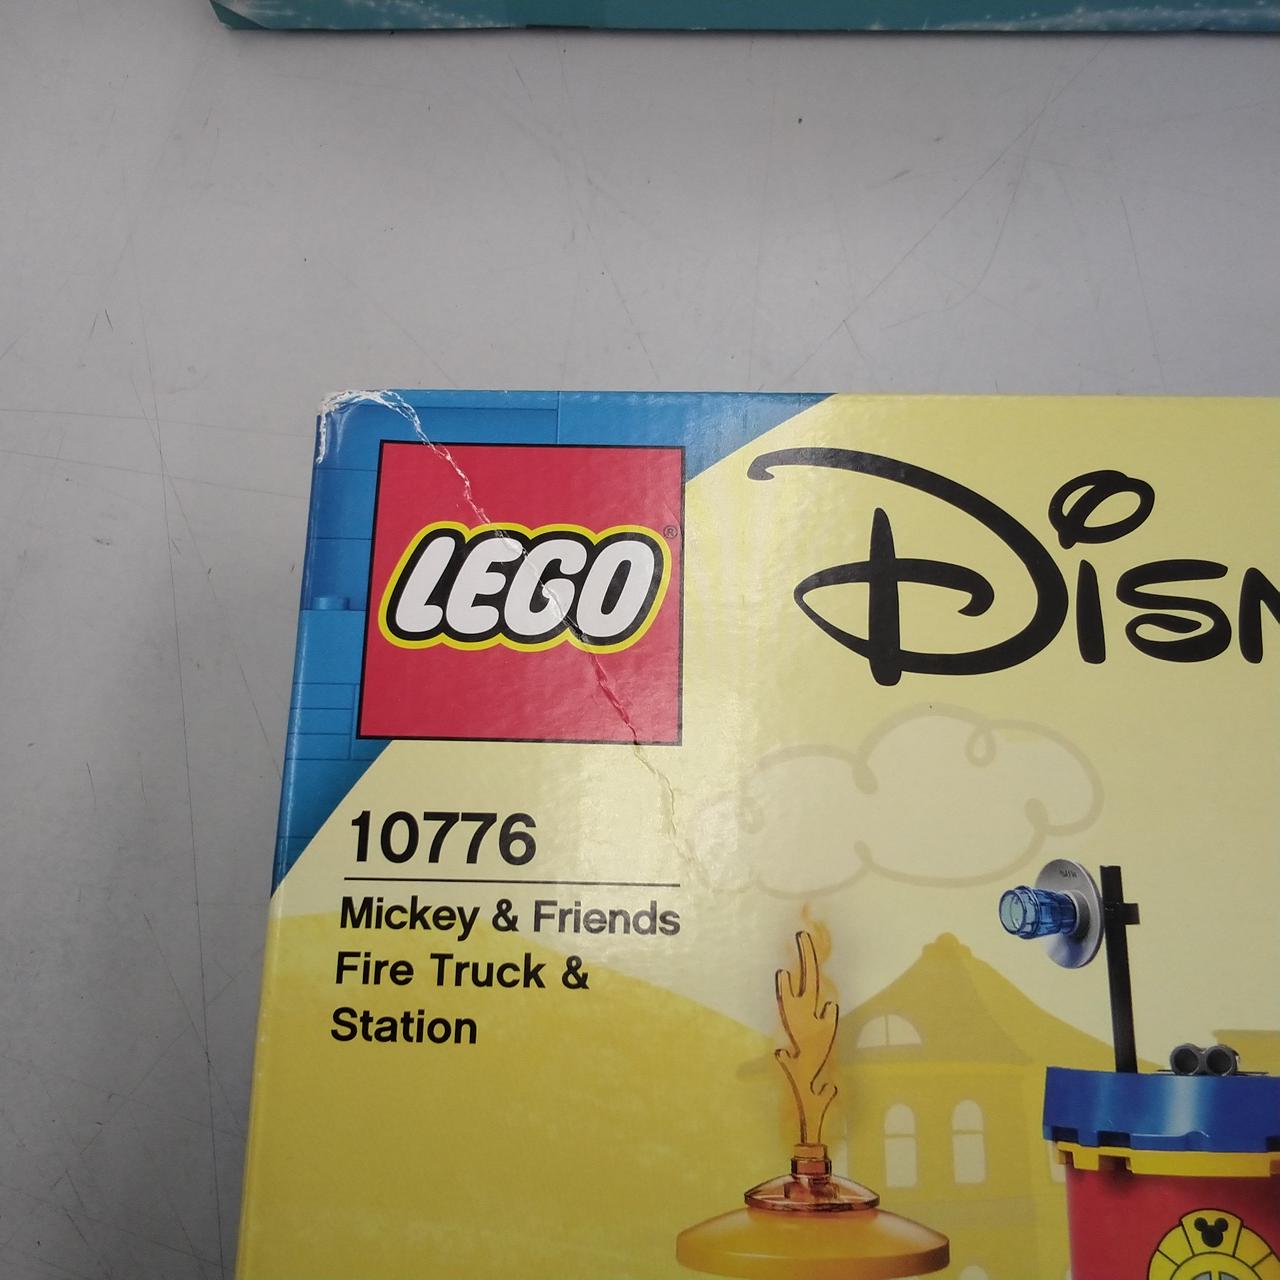 LEGO®
DISN
10776
Mickey & Friends
Fire Truck &
Station